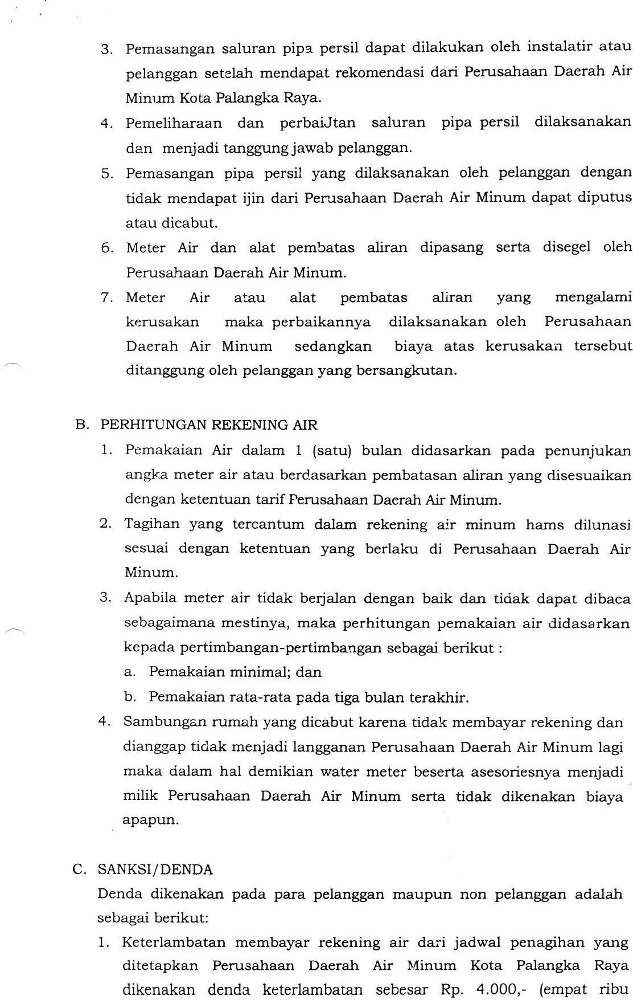 3. Pemasangan saluran pipa persil dapat dilakukan oleh instalatir atau
pelanggan setelah mendapat rekomendasi dari Perusahaan Daerah Air
Minum Kota Palangka Raya.
4. Pemeliharaan dan perbaiJtan saluran pipa persil dilaksanakan
dan menjadi tanggung jawab pelanggan.
5. Pemasangan pipa persil yang dilaksanakan oleh pelanggan dengan
tidak mendapat ijin dari Perusahaan Daerah Air Minum dapat diputus
atau dicabut.
6. Meter Air dan alat pembatas aliran dipasang serta disegel oleh
Perusahaan Daerah Air Minum.
7. Meter Air atau alat pembatas aliran yang mengalami
kerusakan maka perbaikannya dilaksanakan oleh Perusahaan
Daerah Air Minum sedangkan biaya atas kerusakan tersebut
ditanggung oleh pelanggan yang bersangkutan.
B. PERHITUNGAN REKENING AIR
1. Pemakaian Air dalam 1 (satu) bulan didasarkan pada penunjukan
angka meter air atau berdasarkan pembatasan aliran yang disesuaikan
dengan ketentuan tarif Perusahaan Daerah Air Minum.
2. Tagihan yang tercantum dalam rekening air minum hams dilunasi
sesuai dengan ketentuan yang berlaku di Perusahaan Daerah Air
Minum.
3. Apabila meter air tidak berjalan dengan baik dan tidak dapat dibaca
sebagaimana mestinya, maka perhitungan pemakaian air didasarkan
kepada pertimbangan-pertimbangan sebagai berikut :
a. Pemakaian minimal; dan
b. Pemakaian rata-rata pada tiga bulan terakhir.
4. Sambungan rumah yang dicabut karena tidak membayar rekening dan
dianggap tidak menjadi langganan Perusahaan Daerah Air Minum lagi
maka dalam hal demikian water meter beserta asesoriesnya menjadi
milik Perusahaan Daerah Air Minum serta tidak dikenakan biaya
apapun.
C. SANKSI/DENDA
Denda dikenakan pada para pelanggan maupun non pelanggan adalah
sebagai berikut:
1. Keterlambatan membayar rekening air dari jadwal penagihan yang
ditetapkan Perusahaan Daerah Air Minum Kota Palangka Raya
dikenakan denda keterlambatan sebesar Rp. 4.000,- (empat ribu